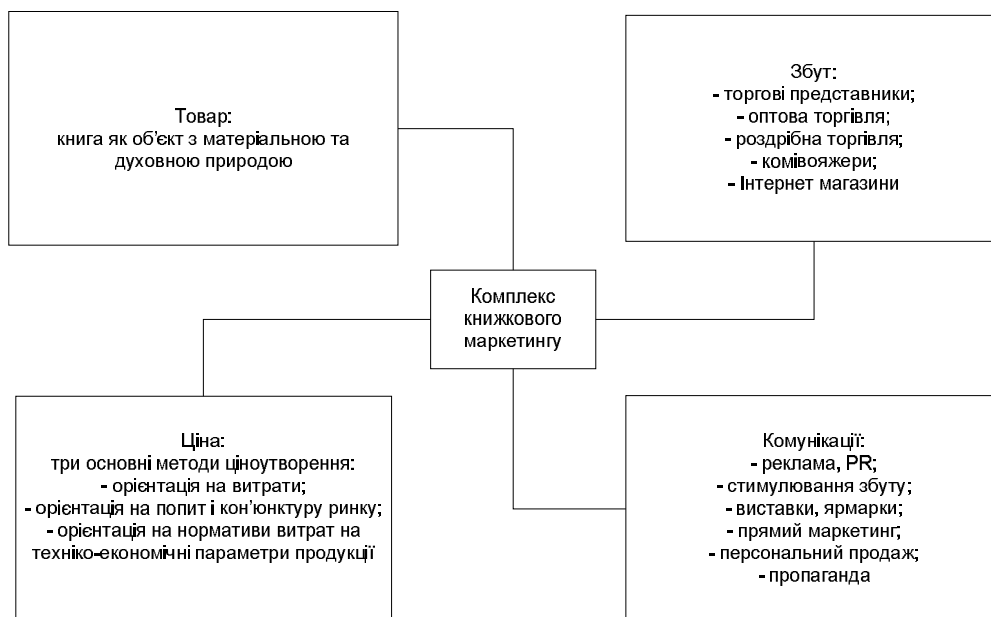 Товар:
книга як об'єкт з матеріальною та
духовною природою
Збут:
- торгові представники;
- оптова торгівля;
- роздрібна торгівля;
- комівояжери;
- Інтернет магазини
Комплекс
книжкового
маркетингу
Ціна:
три основні методи ціноутворення:
- орієнтація на витрати;
- орієнтація на попит і кон'юнктуру ринку;
- орієнтація на нормативи витрат на
техніко-економічні параметри продукції
Комунікації:
- реклама, PR;
- стимулювання збуту;
- виставки, ярмарки;
- прямий маркетинг;
- персональний продаж;
- пропаганда